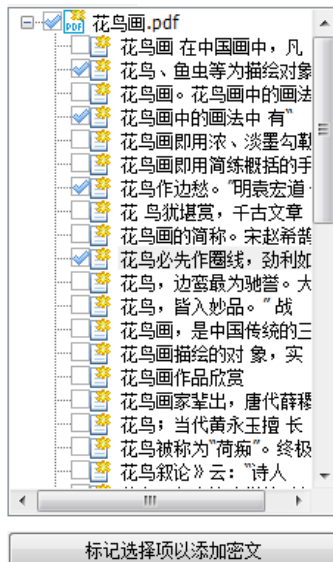 花鸟画.pdf
花鸟画 在中国画中，凡
花鸟、鱼虫等为描绘对象
花鸟画。花鸟画中的画法
花鸟画中的画法中 有“
花鸟画即用浓、淡墨勾勒
花鸟画即用简练概括的手
花鸟作边愁。”明袁宏道
花 鸟犹堪赏，千古文章
花鸟画的简称。宋赵希鹄
花鸟必先作圈线，劲利如
花鸟，边鸾最为驰誉。大
花鸟，皆入妙品。”战
花鸟画，是中国传统的三
花鸟画描绘的对 象，实
花鸟画作品欣赏
花鸟画家辈出，唐代薛稷
花鸟；当代黄永玉擅 长
花鸟被称为“荷痴”。终极
花鸟叙论》云：“诗人
标记选择项以添加密文